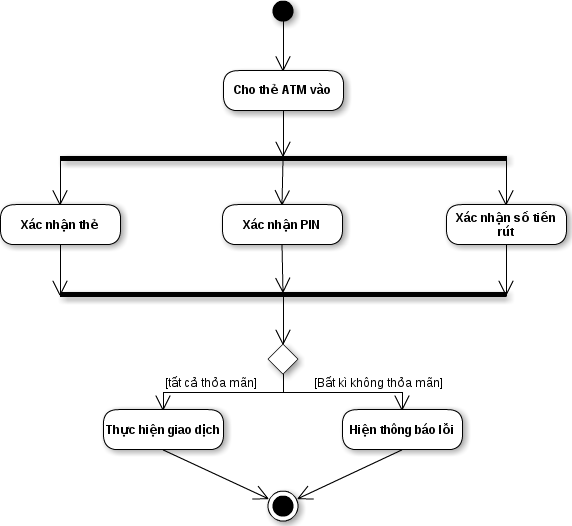 Cho thẻ ATM vào
Xác nhận thẻ
Xác nhận PIN
Xác nhận số tiền
rút
[tất cả thỏa mãn]
[Bất kì không thỏa mãn]
Thực hiện giao dịch
Hiện thông báo lỗi